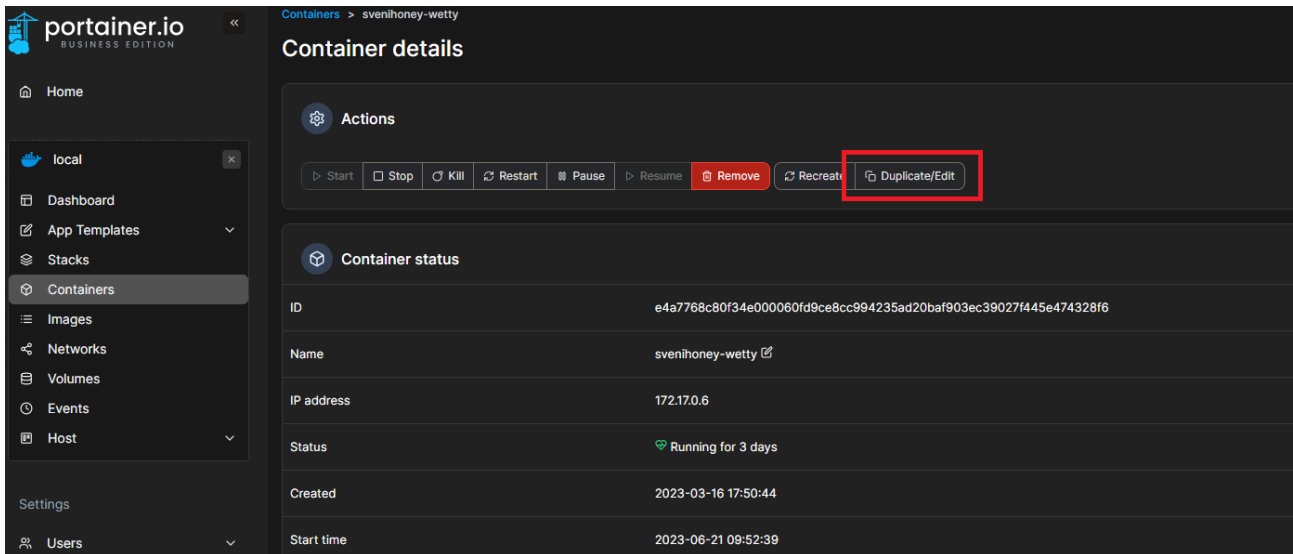 portainer.io
BUSINESS EDITION
«
Home
local
×
Dashboard
App Templates
Stacks
Containers
Images
Networks
Volumes
Events
Host
Settings
Users
Containers > svenihoney-wetty
Container details
Actions
Start Stop Kill Restart Pause Resume Remove Recreate Duplicate/Edit
Container status
ID e4a7768c80f34e000060fd9ce8cc994235ad20baf903ec39027f445e474328f6
Name svenihoney-wetty
IP address 172.17.0.6
Status Running for 3 days
Created 2023-03-16 17:50:44
Start time 2023-06-21 09:52:39